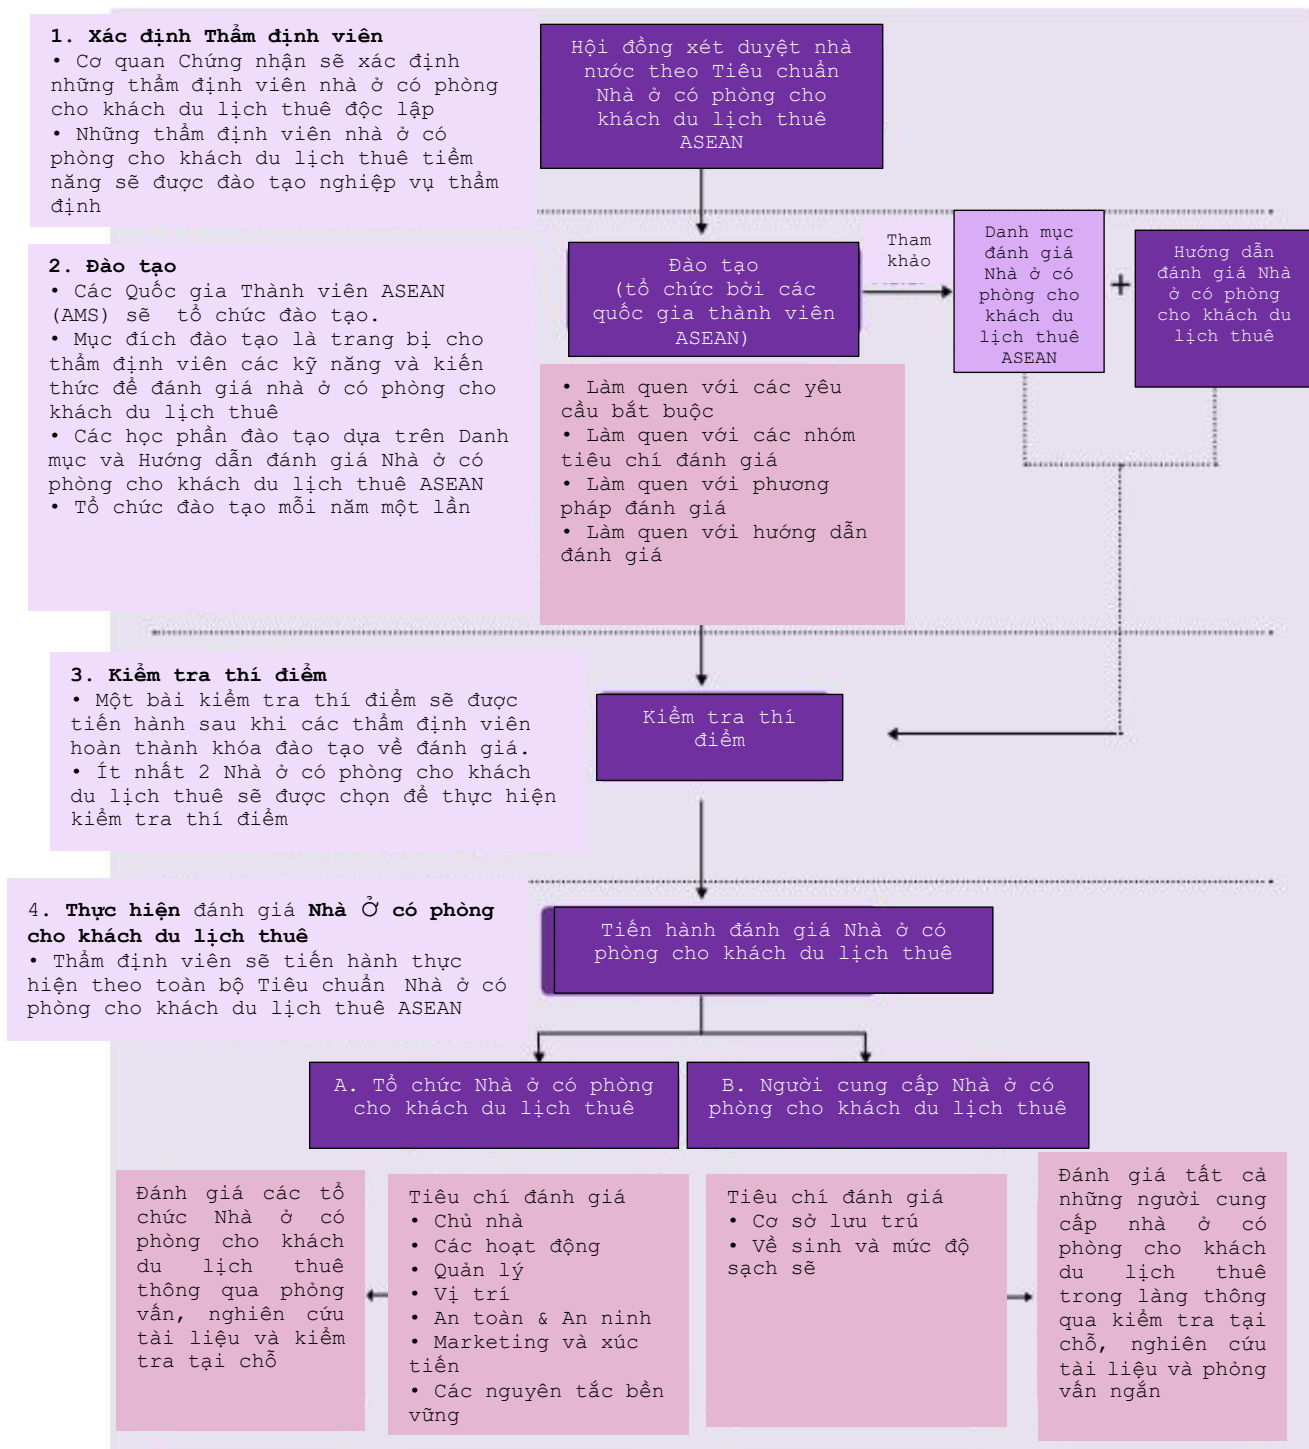 1. Xác định Thẩm định viên
• Cơ quan Chứng nhận sẽ xác định
những thẩm định viên nhà ở có phòng
cho khách du lịch thuê độc lập
• Những thẩm định viên nhà ở có
phòng cho khách du lịch thuê tiềm
năng sẽ được đào tạo nghiệp vụ thẩm
định
Hội đồng xét duyệt nhà
nước theo Tiêu chuẩn
Nhà ở có phòng cho
khách du lịch thuê
ASEAN
2. Đào tạo
• Các Quốc gia Thành viên ASEAN
(AMS) sẽ tổ chức đào tạo.
• Mục đích đào tạo là trang bị cho
thẩm định viên các kỹ năng và kiến
thức để đánh giá nhà ở có phòng cho
khách du lịch thuê
• Các học phần đào tạo dựa trên Danh
mục và Hướng dẫn đánh giá Nhà ở có
phòng cho khách du lịch thuê ASEAN
• Tổ chức đào tạo mỗi năm một lần
Đào tạo
(tổ chức bởi các
quốc gia thành viên
ASEAN)
Tham
khảo
Danh mục
đánh giá
Nhà ở có
phòng cho
khách du
lịch thuê
ASEAN
+
Hướng dẫn
đánh giá Nhà
ở có phòng
cho khách du
lịch thuê
• Làm quen với các yêu
cầu bắt buộc
• Làm quen với các nhóm
tiêu chí đánh giá
• Làm quen với phương
pháp đánh giá
• Làm quen với hướng dẫn
đánh giá
3. Kiểm tra thí điểm
• Một bài kiểm tra thí điểm sẽ được
tiến hành sau khi các thẩm định viên
hoàn thành khóa đào tạo về đánh giá.
• Ít nhất 2 Nhà ở có phòng cho khách
du lịch thuê sẽ được chọn để thực hiện
kiểm tra thí điểm
Kiểm tra thí
điểm
4. Thực hiện đánh giá Nhà Ở có phòng
cho khách du lịch thuê
• Thẩm định viên sẽ tiến hành thực
hiện theo toàn bộ Tiêu chuẩn Nhà ở có
phòng cho khách du lịch thuê ASEAN
Tiến hành đánh giá Nhà ở có
phòng cho khách du lịch thuê
A. Tổ chức Nhà ở có phòng
cho khách du lịch thuê
B. Người cung cấp Nhà ở có
phòng cho khách du lịch thuê
Đánh giá các tổ
chức Nhà ở có
phòng cho khách
du lịch thuê
thông qua phỏng
vấn, nghiên cứu
tài liệu và kiểm
tra tại chỗ
Tiêu chí đánh giá
• Chủ nhà
• Các hoạt động
• Quản lý
• Vị trí
• An toàn & An ninh
• Marketing và xúc
tiến
• Các nguyên tắc bền
vững
Tiêu chí đánh giá
• Cơ sở lưu trú
• Vê sinh và mức độ
sạch sẽ
Đánh giá tất cả
những người cung
cấp nhà ở có
phòng cho khách
du lịch thuê
trong làng thông
qua kiểm tra tại
chỗ, nghiên cứu
tài liệu và phỏng
vấn ngắn